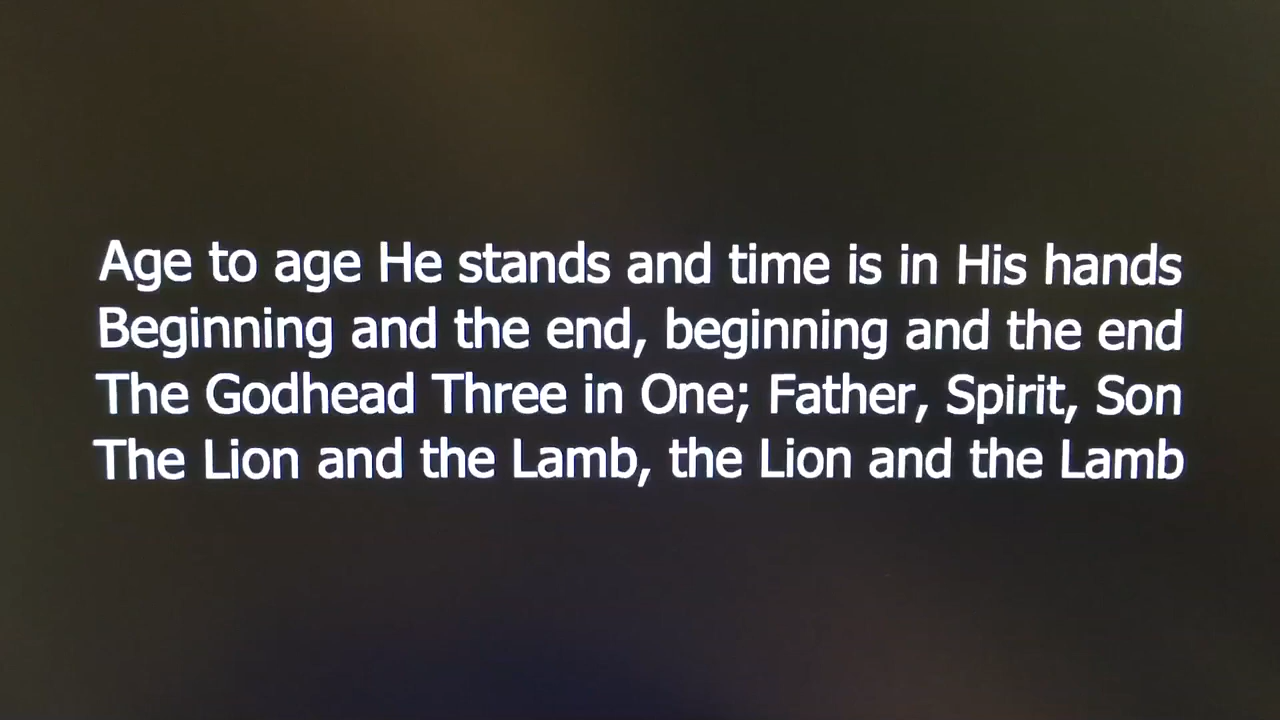 Age to age He stands and time is in His hands
Beginning and the end, beginning and the end
The Godhead Three in One; Father, Spirit, Son
The Lion and the Lamb, the Lion and the Lamb